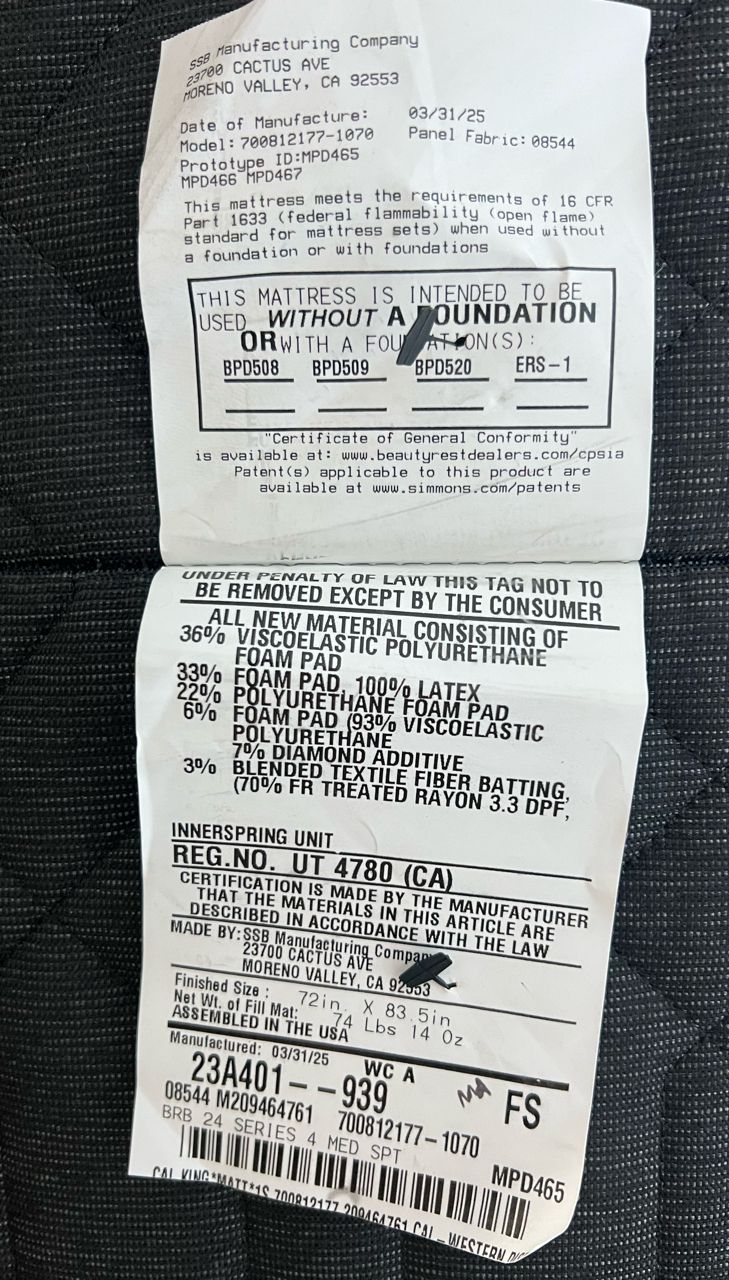 SSB Manufacturing Company
23700 CACTUS AVE
MORENO VALLEY, CA 92553
Date of Manufacture: 03/31/25
Model: 700812177-1070 Panel Fabric: 08544
Prototype ID:MPD465
MPD466 MPD467
This mattress meets the requirements of 16 CFR
Part 1633 (federal flammability (open flame)
standard for mattress sets) when used without
a foundation or with foundations
THIS MATTRESS IS INTENDED TO BE
USED WITHOUT A FOUNDATION
OR WITH A FOUNDATION(S):
BPD508 BPD509 BPD520 ERS-1
"Certificate of General Conformity"
is available at: www.beautyrestdealers.com/cpsia
Patent(s) applicable to this product are
available at www.simmons.com/patents
UNDER PENALTY OF LAW THIS TAG NOT TO
BE REMOVED EXCEPT BY THE CONSUMER
ALL NEW MATERIAL CONSISTING OF
36% VISCOELASTIC POLYURETHANE
FOAM PAD
33% FOAM PAD, 100% LATEX
22% POLYURETHANE FOAM PAD
6% FOAM PAD (93% VISCOELASTIC
POLYURETHANE
7% DIAMOND ADDITIVE
3% BLENDED TEXTILE FIBER BATTING,
(70% FR TREATED RAYON 3.3 DPF,
INNERSPRING UNIT
REG.NO. UT 4780 (CA)
CERTIFICATION IS MADE BY THE MANUFACTURER
THAT THE MATERIALS IN THIS ARTICLE ARE
DESCRIBED IN ACCORDANCE WITH THE LAW
MADE BY: SSB Manufacturing Company
23700 CACTUS AVE
MORENO VALLEY, CA 92553
Finished Size: 72in. X 83.5in
Net Wt. of Fill Mat: 74 Lbs 14 Oz
ASSEMBLED IN THE USA
Manufactured: 03/31/25 WC A
23A401--939 FS
08544 M209464761 700812177-1070
BRB 24 SERIES 4 MED SPT MPD465
CAL KING*MATT*1S 700812177 209464761 CAL-WESTERN